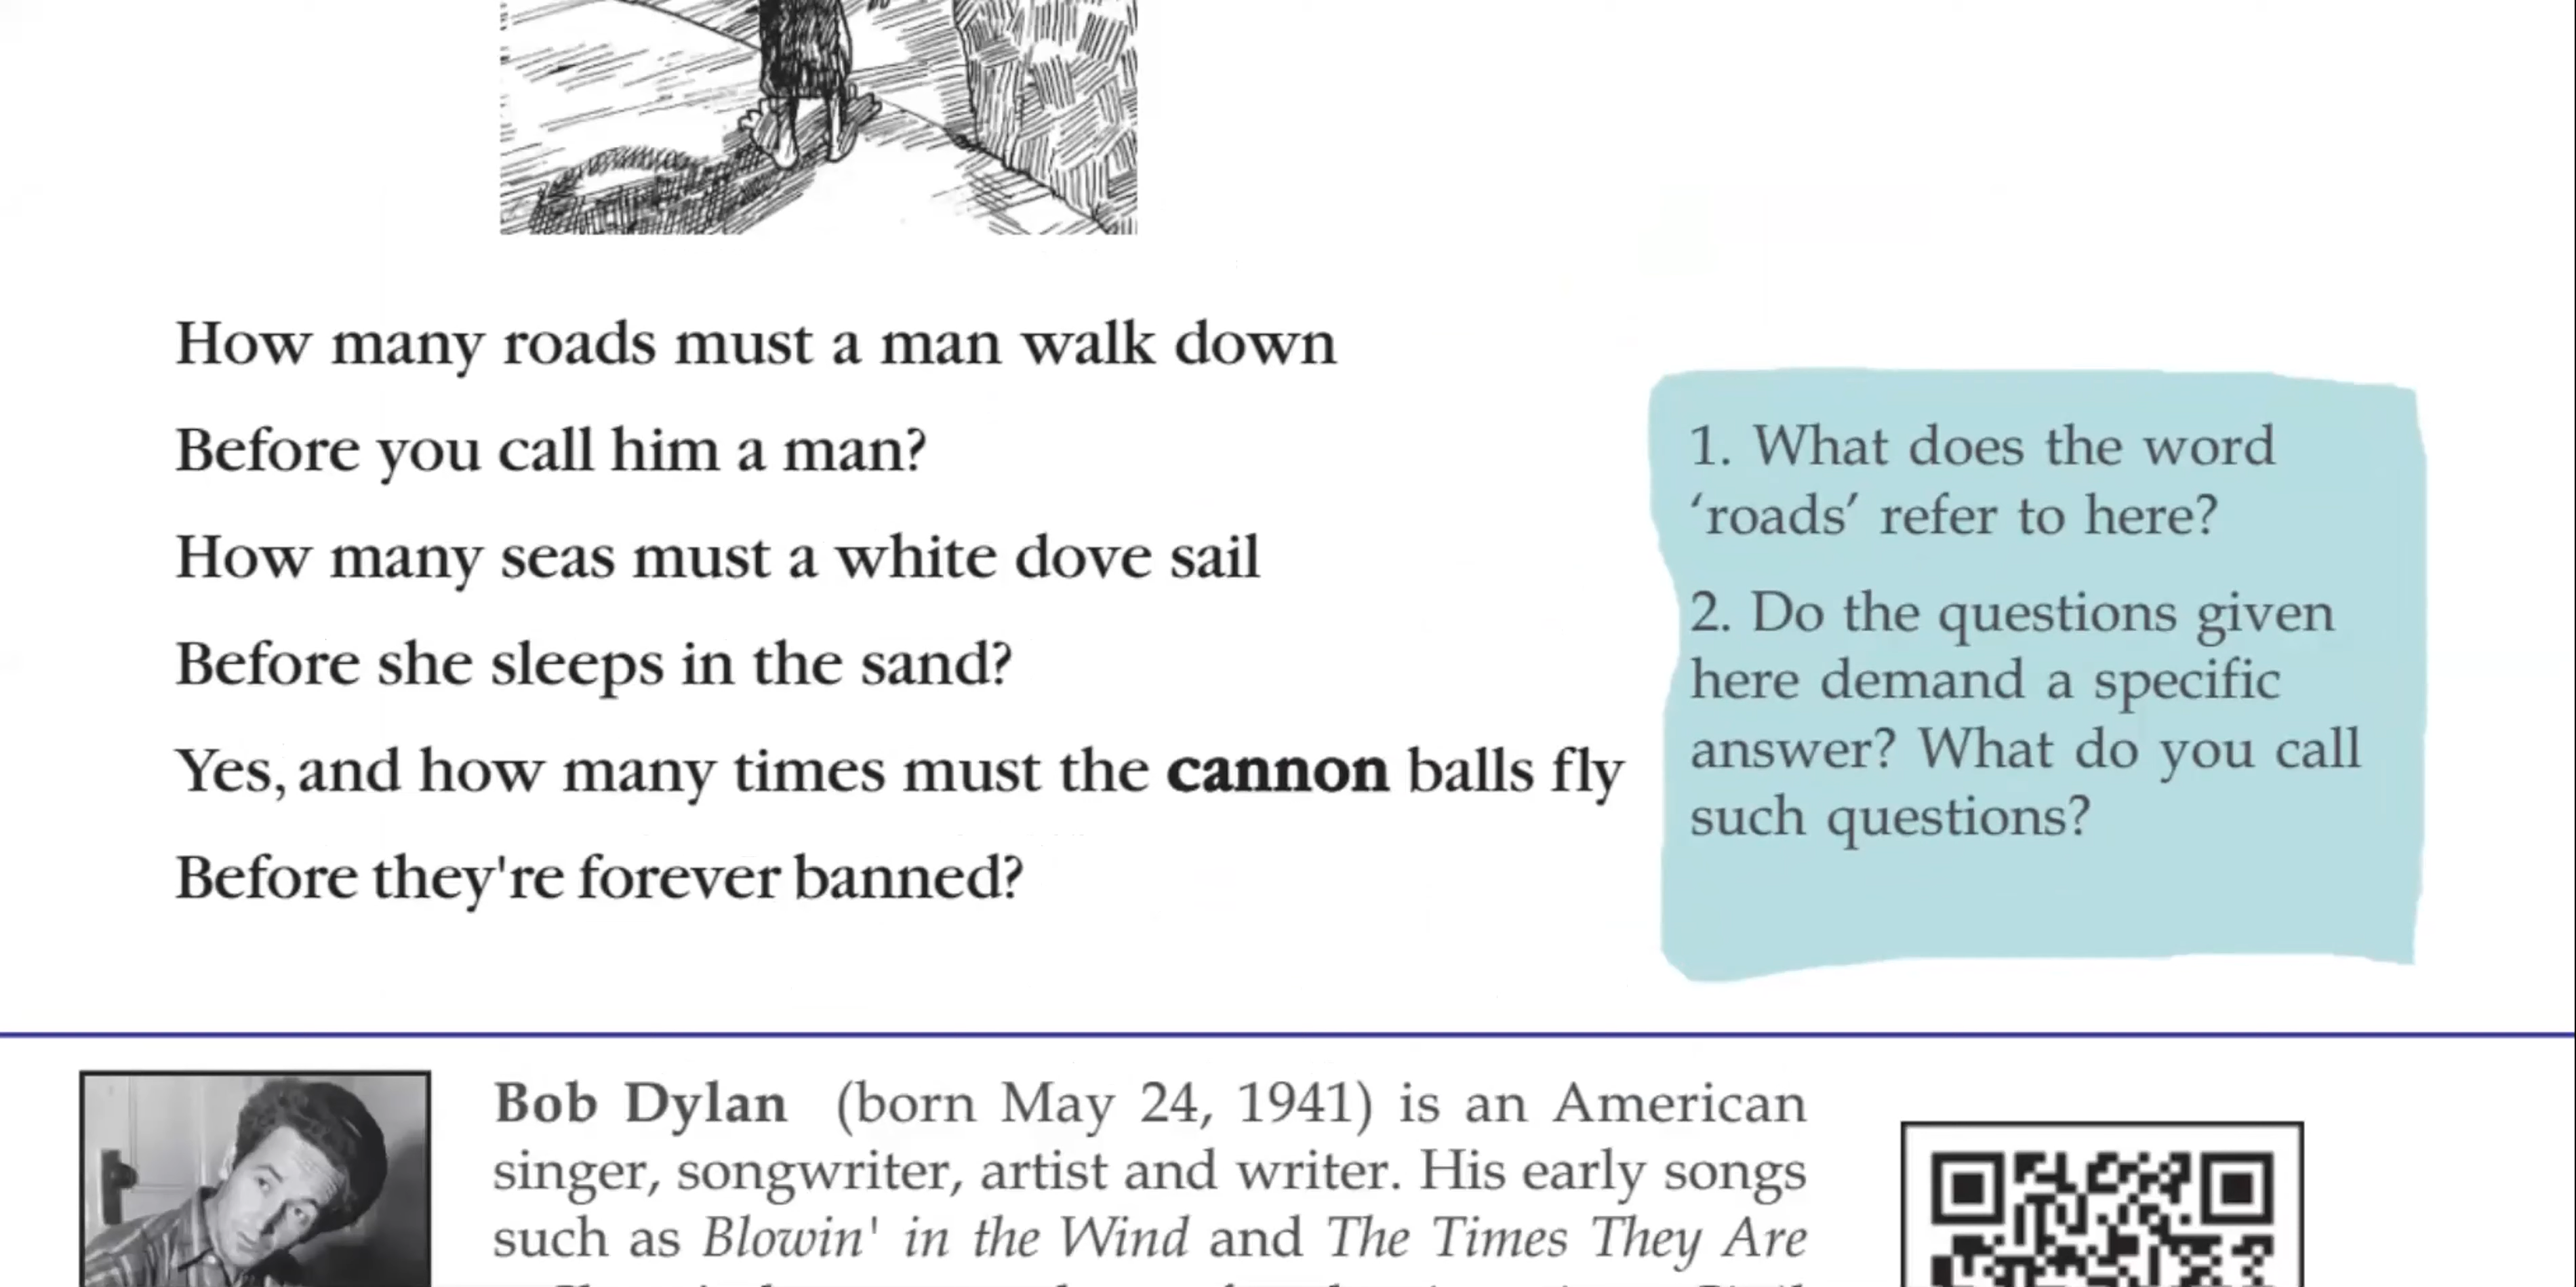 How many roads must a man walk down
Before you call him a man?
How many seas must a white dove sail
Before she sleeps in the sand?
Yes, and how many times must the cannon balls fly
Before they're forever banned?
1. What does the word
‘roads’ refer to here?
2. Do the questions given
here demand a specific
answer? What do you call
such questions?
Bob Dylan (born May 24, 1941) is an American
singer, songwriter, artist and writer. His early songs
such as Blowin' in the Wind and The Times They Are